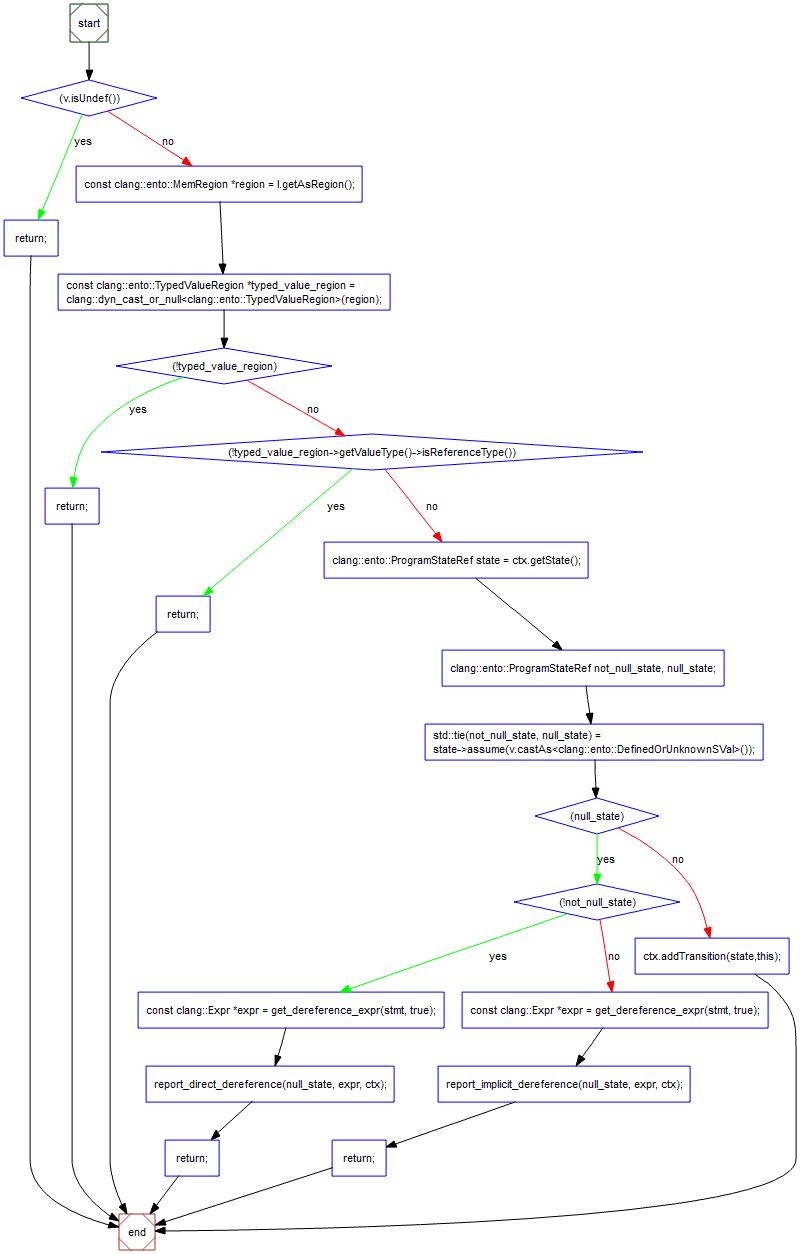 start
(v.isUndef())
yes
no
const clang::ento::MemRegion *region = l.getAsRegion();
return;
const clang::ento::TypedValueRegion *typed_value_region =
clang::dyn_cast_or_null<clang::ento::TypedValueRegion>(region);
(!typed_value_region)
yes
no
(!typed_value_region->getValueType()->isReferenceType())
return;
yes
no
clang::ento::ProgramStateRef state = ctx.getState();
return;
clang::ento::ProgramStateRef not_null_state, null_state;
std::tie(not_null_state, null_state) =
state->assume(v.castAs<clang::ento::DefinedOrUnknownSVal>());
(null_state)
yes
no
(!not_null_state)
yes
no
ctx.addTransition(state,this);
const clang::Expr *expr = get_dereference_expr(stmt, true);
const clang::Expr *expr = get_dereference_expr(stmt, true);
report_direct_dereference(null_state, expr, ctx);
report_implicit_dereference(null_state, expr, ctx);
return;
return;
end